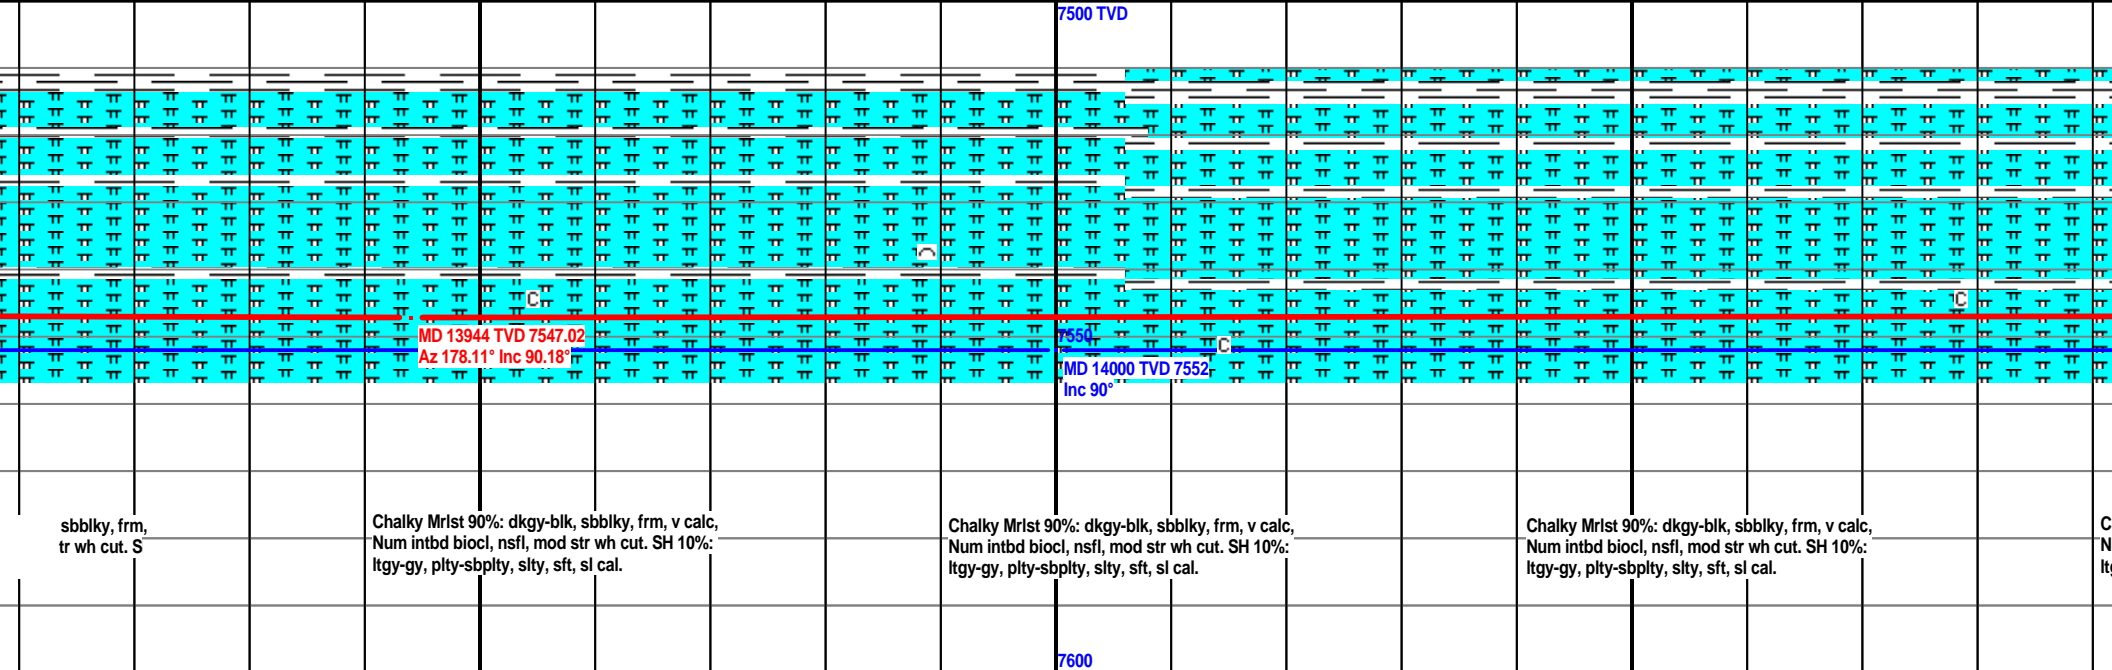 7500 TVD
C
C
MD 13944 TVD 7547.02
Az 178.11° Inc 90.18°
7550
C
MD 14000 TVD 7552
Inc 90°
sbblky, frm,
tr wh cut. S
Chalky Mrlst 90%: dkgy-blk, sbblky, frm, v calc,
Num intbd biocl, nsfl, mod str wh cut. SH 10%:
ltgy-gy, plty-sbplty, slty, sft, sl cal.
Chalky Mrlst 90%: dkgy-blk, sbblky, frm, v calc,
Num intbd biocl, nsfl, mod str wh cut. SH 10%:
ltgy-gy, plty-sbplty, slty, sft, sl cal.
Chalky Mrlst 90%: dkgy-blk, sbblky, frm, v calc,
Num intbd biocl, nsfl, mod str wh cut. SH 10%:
ltgy-gy, plty-sbplty, slty, sft, sl cal.
C
N
ltg
7600